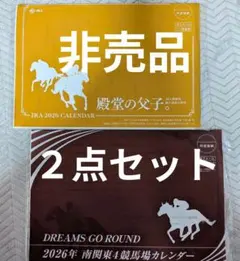 非売品
殿堂の父子。
JRA 2026 CALENDAR
２点セット
DREAMS GO ROUND
2026年 南関東4競馬場カレンダー